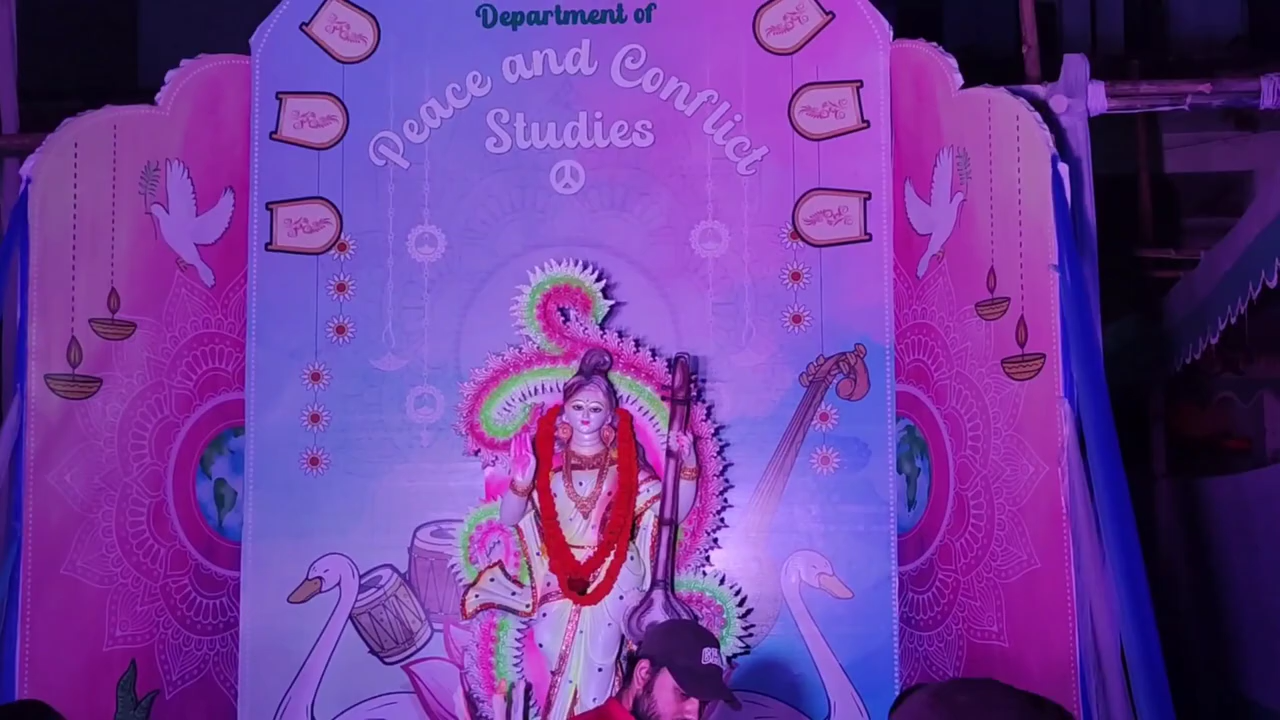 Department of
Peace and Conflict
Studies